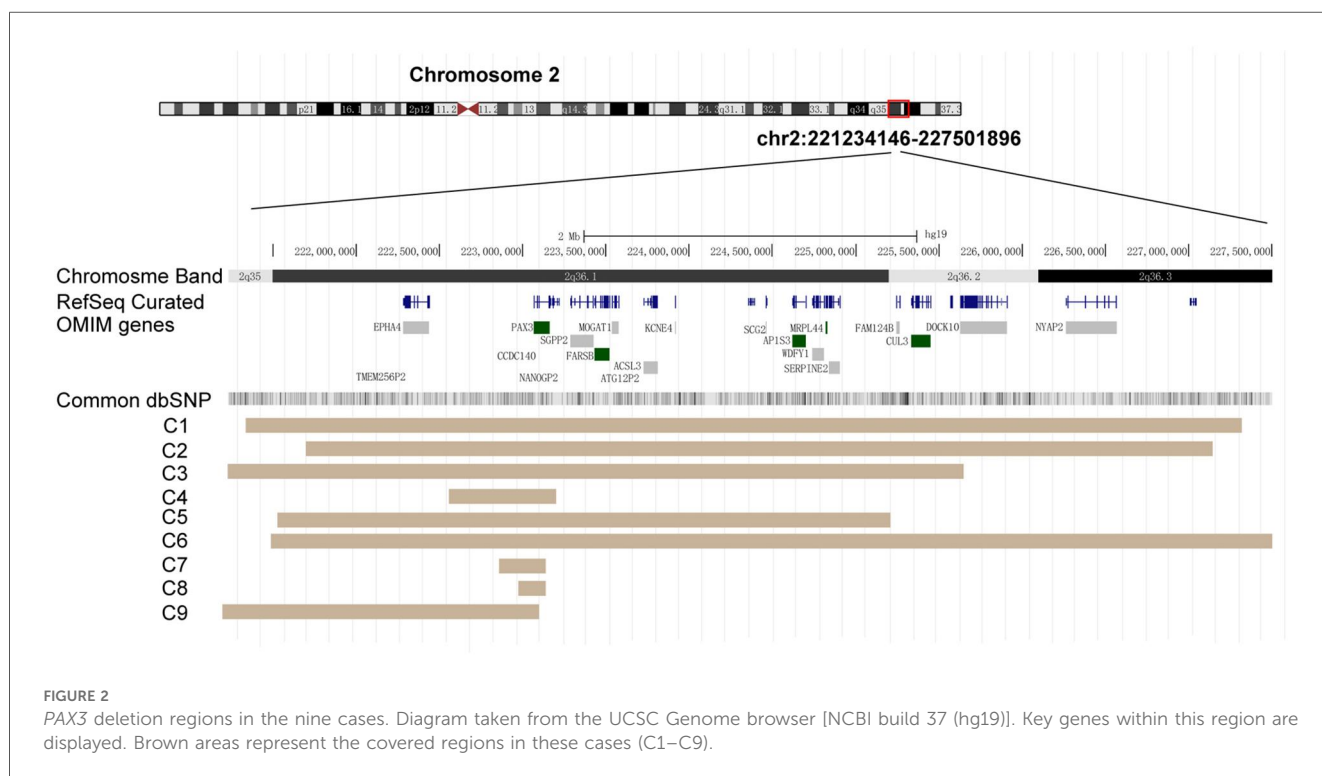 Chromosome 2
p21 16.1 14 2p12 11.2 11.2 13 q14.3 24.3 q31.1 32.1 33.1 q34 q35 37.3
chr2:221234146-227501896
2 Mb hg19
222,000,000 222,500,000 223,000,000 223,500,000 224,000,000 224,500,000 225,000,000 225,500,000 226,000,000 226,500,000 227,000,000 227,500,000
Chromosme Band 2q35 2q36.1 2q36.2 2q36.3
RefSeq Curated
OMIM genes EPHA4 PAX3 MOGAT1 KCNE4 SCG2 MRPL44 FAM124B DOCK10 NYAP2
SGPP2 AP1S3 CUL3
CCDC140 FARSB WDFY1
ACSL3 SERPINE2
TMEM256P2 NANOGP2 ATG12P2
Common dbSNP
C1
C2
C3
C4
C5
C6
C7
C8
C9
FIGURE 2
PAX3 deletion regions in the nine cases. Diagram taken from the UCSC Genome browser [NCBI build 37 (hg19)]. Key genes within this region are
displayed. Brown areas represent the covered regions in these cases (C1–C9).